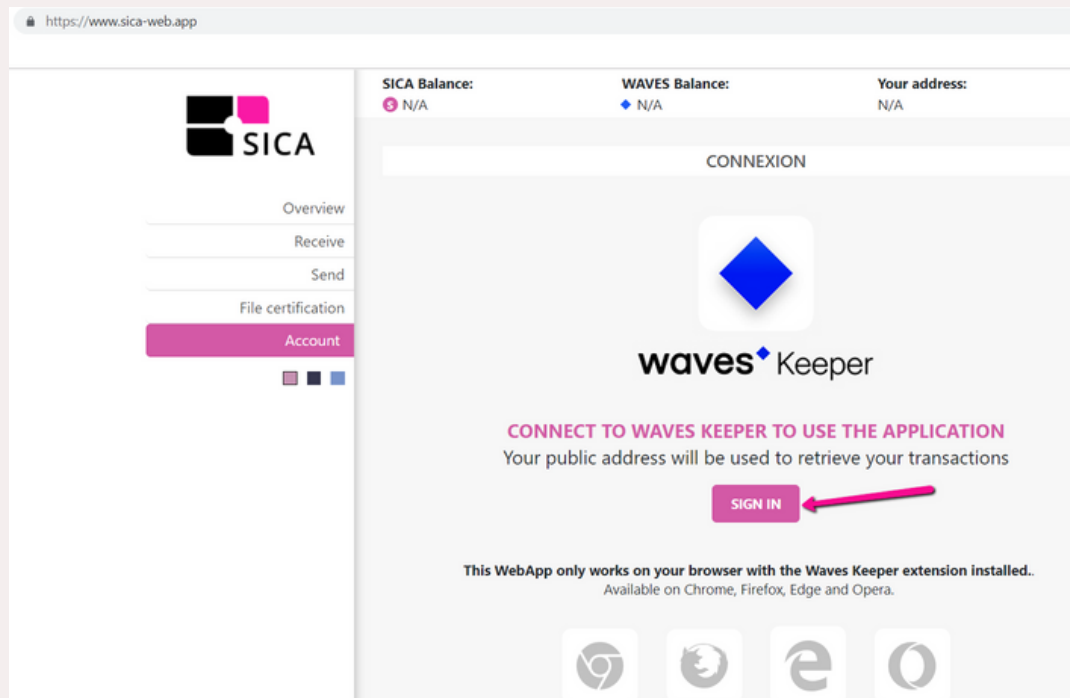 https://www.sica-web.app
SICA Balance:
N/A
WAVES Balance:
N/A
Your address:
N/A
SICA
Overview
Receive
Send
File certification
Account
CONNEXION
waves Keeper
CONNECT TO WAVES KEEPER TO USE THE APPLICATION
Your public address will be used to retrieve your transactions
SIGN IN
This WebApp only works on your browser with the Waves Keeper extension installed..
Available on Chrome, Firefox, Edge and Opera.